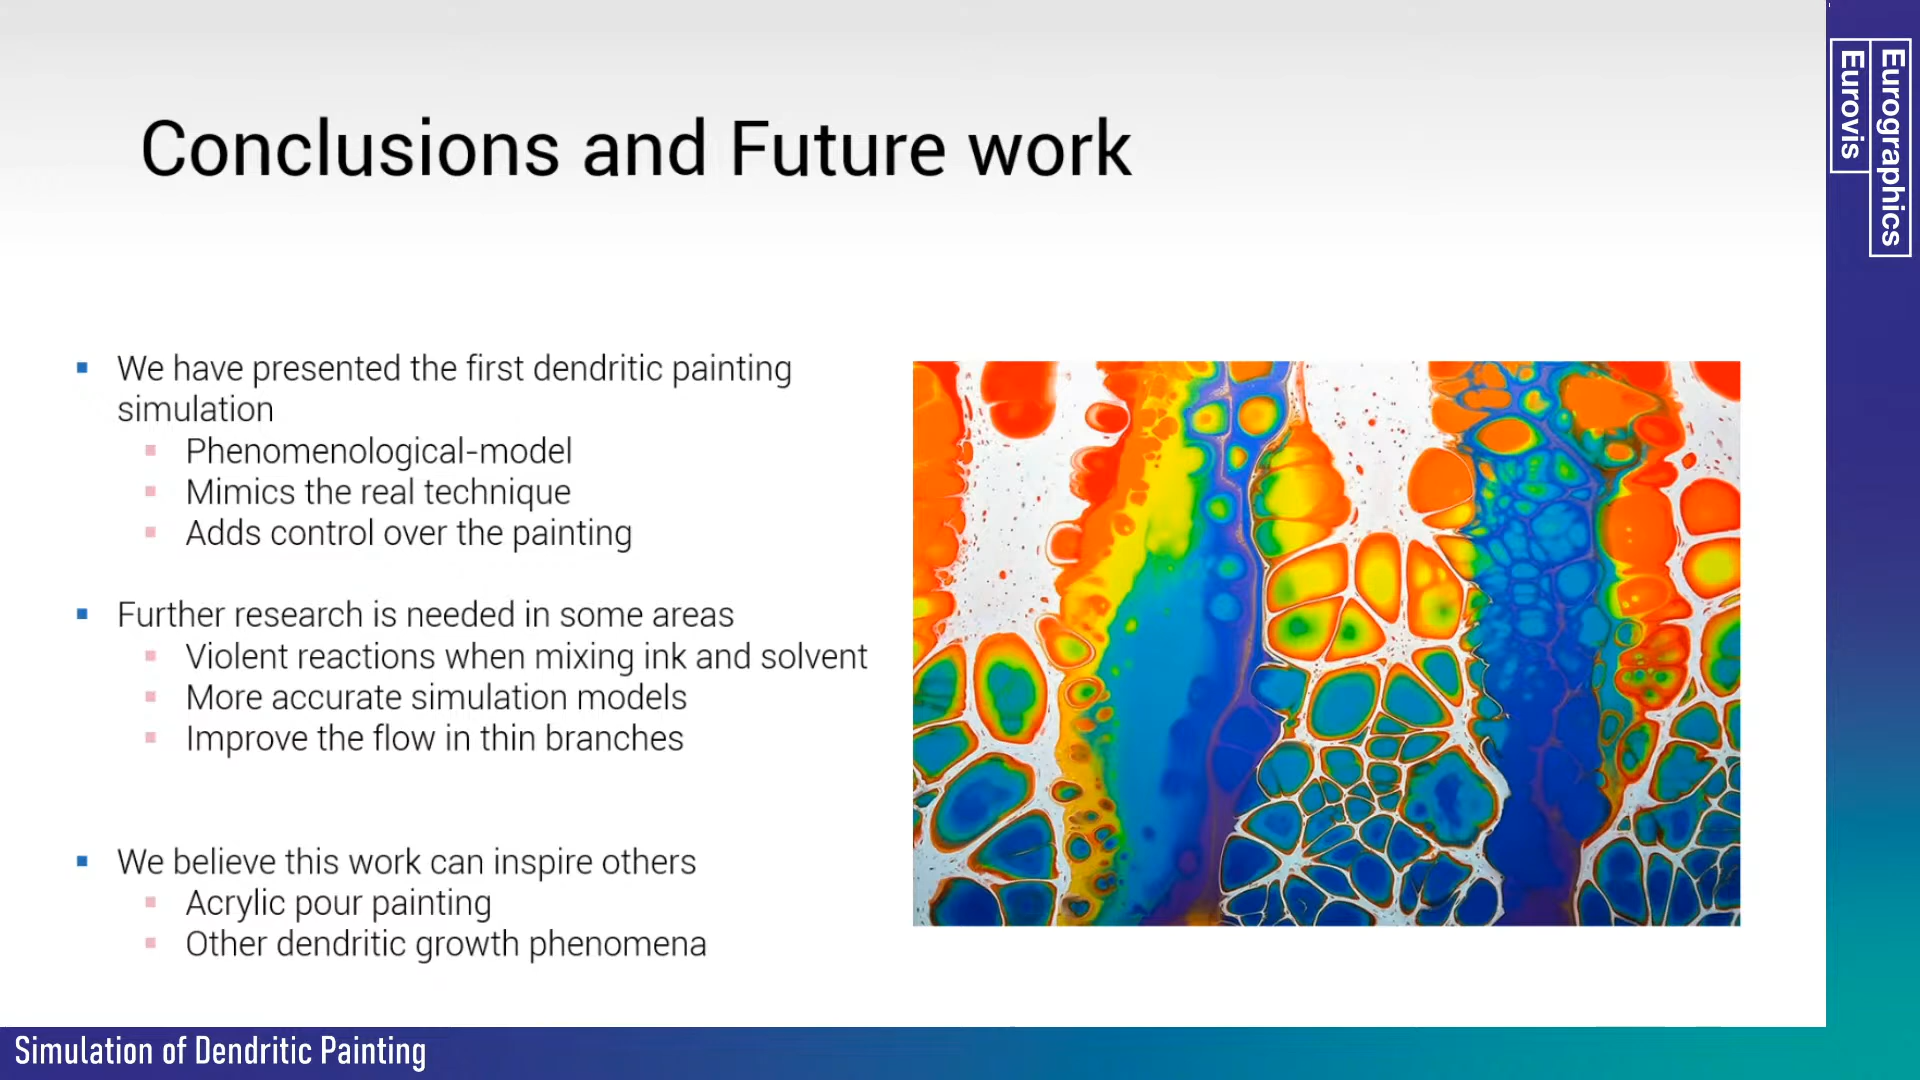 Conclusions and Future work
We have presented the first dendritic painting
simulation
Phenomenological-model
Mimics the real technique
Adds control over the painting
Further research is needed in some areas
Violent reactions when mixing ink and solvent
More accurate simulation models
Improve the flow in thin branches
We believe this work can inspire others
Acrylic pour painting
Other dendritic growth phenomena
Eurographics
Eurovis
Simulation of Dendritic Painting